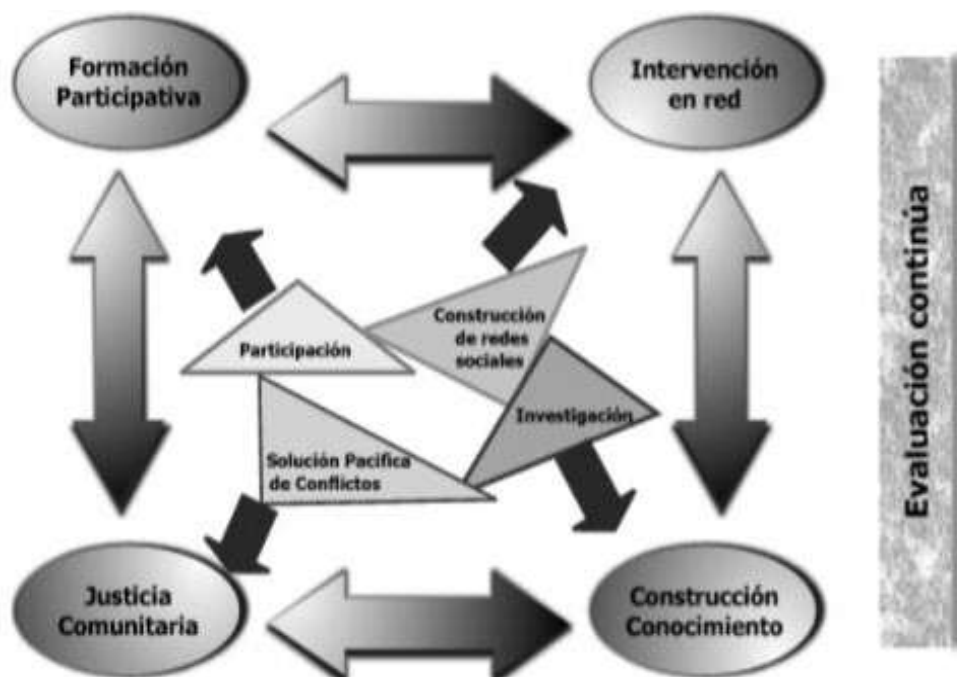 Formación
Participativa
Intervención
en red
Construcción
de redes
sociales
Participación
Investigación
Solución Pacifica
de Conflictos
Justicia
Comunitaria
Construcción
Conocimiento
Evaluación continúa